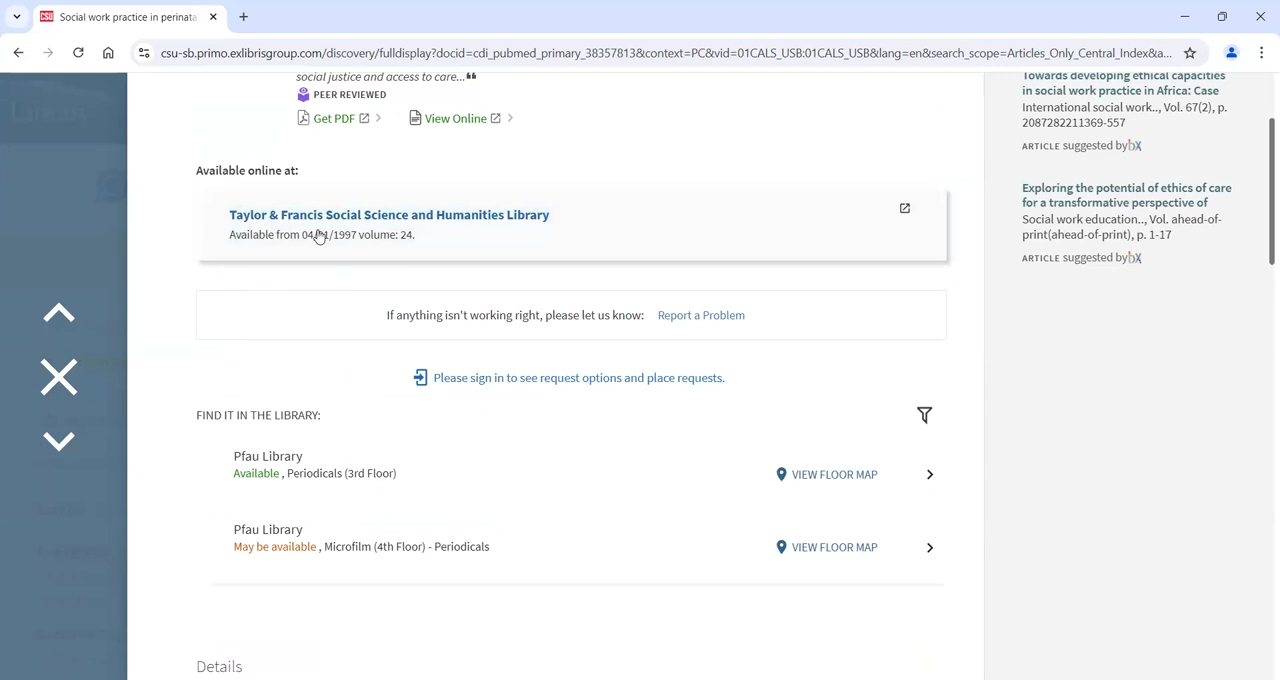 Social work practice in perinata
csu-sb.primo.exlibrisgroup.com/discovery/fulldisplay?docid=cdi_pubmed_primary_38357813&context=PC&vid=01CALS_USB:01CALS_USB&lang=en&search_scope=Articles_Only_Central_Index&a...
social justice and access to care...
PEER REVIEWED
Get PDF
View Online
Available online at:
Taylor & Francis Social Science and Humanities Library
Available from 04/01/1997 volume: 24.
If anything isn't working right, please let us know: Report a Problem
Please sign in to see request options and place requests.
FIND IT IN THE LIBRARY:
Pfau Library
Available , Periodicals (3rd Floor)
VIEW FLOOR MAP
Pfau Library
May be available , Microfilm (4th Floor) - Periodicals
VIEW FLOOR MAP
Details
Towards developing ethical capacities
in social work practice in Africa: Case
International social work.., Vol. 67(2), p.
2087282211369-557
ARTICLE suggested by bX
Exploring the potential of ethics of care
for a transformative perspective of
Social work education.., Vol. ahead-of-
print(ahead-of-print), p. 1-17
ARTICLE suggested by bX